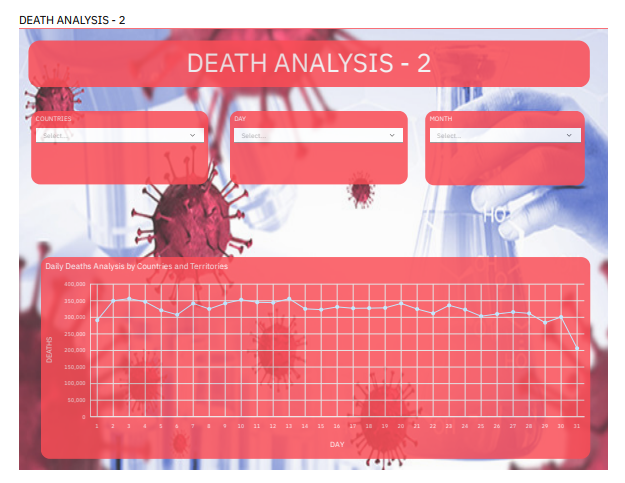 DEATH ANALYSIS - 2
DEATH ANALYSIS - 2
COUNTRIES
DAY
MONTH
Select...
Select...
Select...
HO
Daily Deaths Analysis by Countries and Territories
400,000
350,000
300,000
250,000
200,000
150,000
100,000
50,000
0
DEATHS
1 2 3 4 5 6 7 8 9 10 11 12 13 14 15 16 17 18 19 20 21 22 23 24 25 26 27 28 29 30 31
DAY